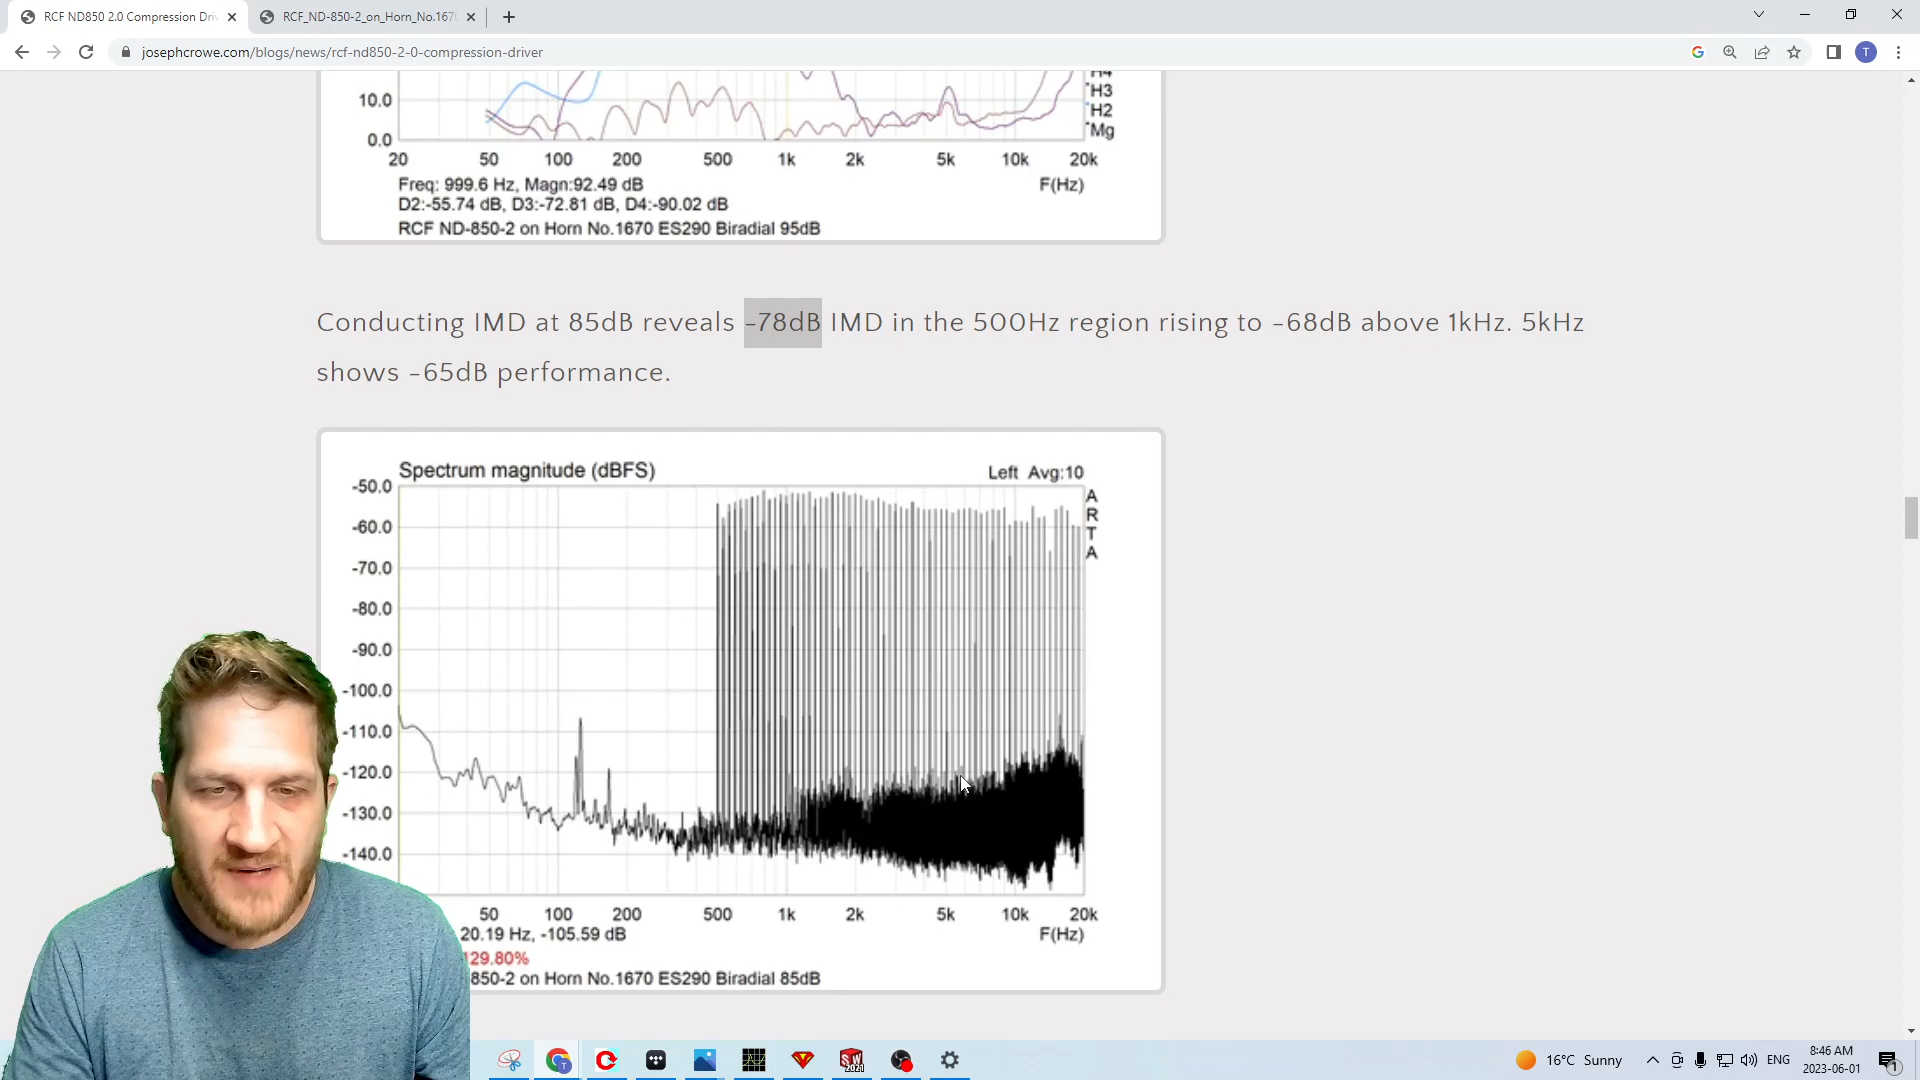 RCF ND850 2.0 Compression Dri
RCF_ND-850-2_on_Horn_No.1670
josephcrowe.com/blogs/news/rcf-nd850-2-0-compression-driver
T
10.0
0.0
H4
H3
H2
Mg
20 50 100 200 500 1k 2k 5k 10k 20k
Freq: 999.6 Hz, Magn:92.49 dB F(Hz)
D2:-55.74 dB, D3:-72.81 dB, D4:-90.02 dB
RCF ND-850-2 on Horn No.1670 ES290 Biradial 95dB
Conducting IMD at 85dB reveals -78dB IMD in the 500Hz region rising to -68dB above 1kHz. 5kHz
shows -65dB performance.
Spectrum magnitude (dBFS) Left Avg:10
-50.0
-60.0
-70.0
-80.0
-90.0
-100.0
-110.0
-120.0
-130.0
-140.0
A
R
T
A
50 100 200 500 1k 2k 5k 10k 20k
20.19 Hz, -105.59 dB F(Hz)
129.80%
850-2 on Horn No.1670 ES290 Biradial 85dB
SW
2021
16°C Sunny
ENG
8:46 AM
2023-06-01
1